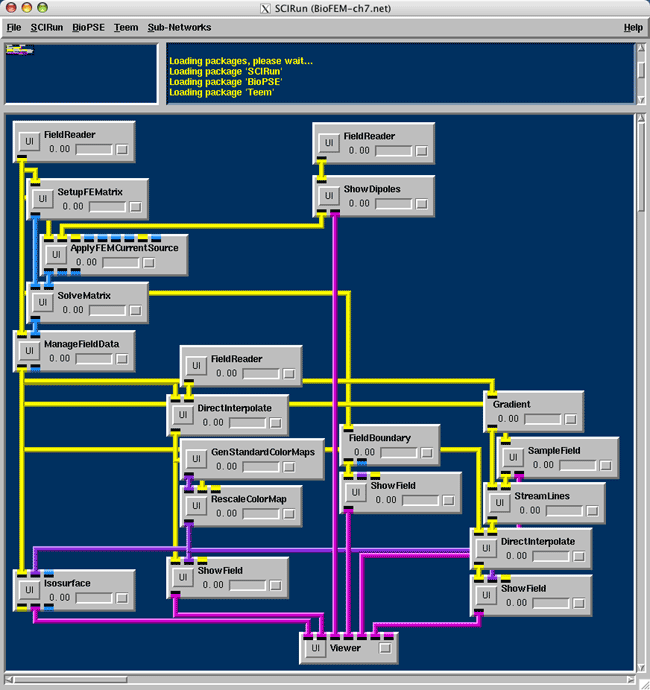 SCIRun (BioFEM-ch7.net)
File SCIRun BioPSE Teem Sub-Networks Help
Loading packages, please wait...
Loading package 'SCIRun'
Loading package 'BioPSE'
Loading package 'Teem'
UI FieldReader 0.00
UI FieldReader 0.00
UI SetupFEMatrix 0.00
UI ShowDipoles 0.00
UI ApplyFEMCurrentSource 0.00
UI SolveMatrix 0.00
UI ManageFieldData 0.00
UI FieldReader 0.00
UI DirectInterpolate 0.00
Gradient 0.00
UI GenStandardColorMaps 0.00
FieldBoundary 0.00
UI SampleField 0.00
UI RescaleColorMap 0.00
UI ShowField 0.00
UI StreamLines 0.00
UI DirectInterpolate 0.00
UI Isosurface 0.00
UI ShowField 0.00
UI ShowField 0.00
UI Viewer